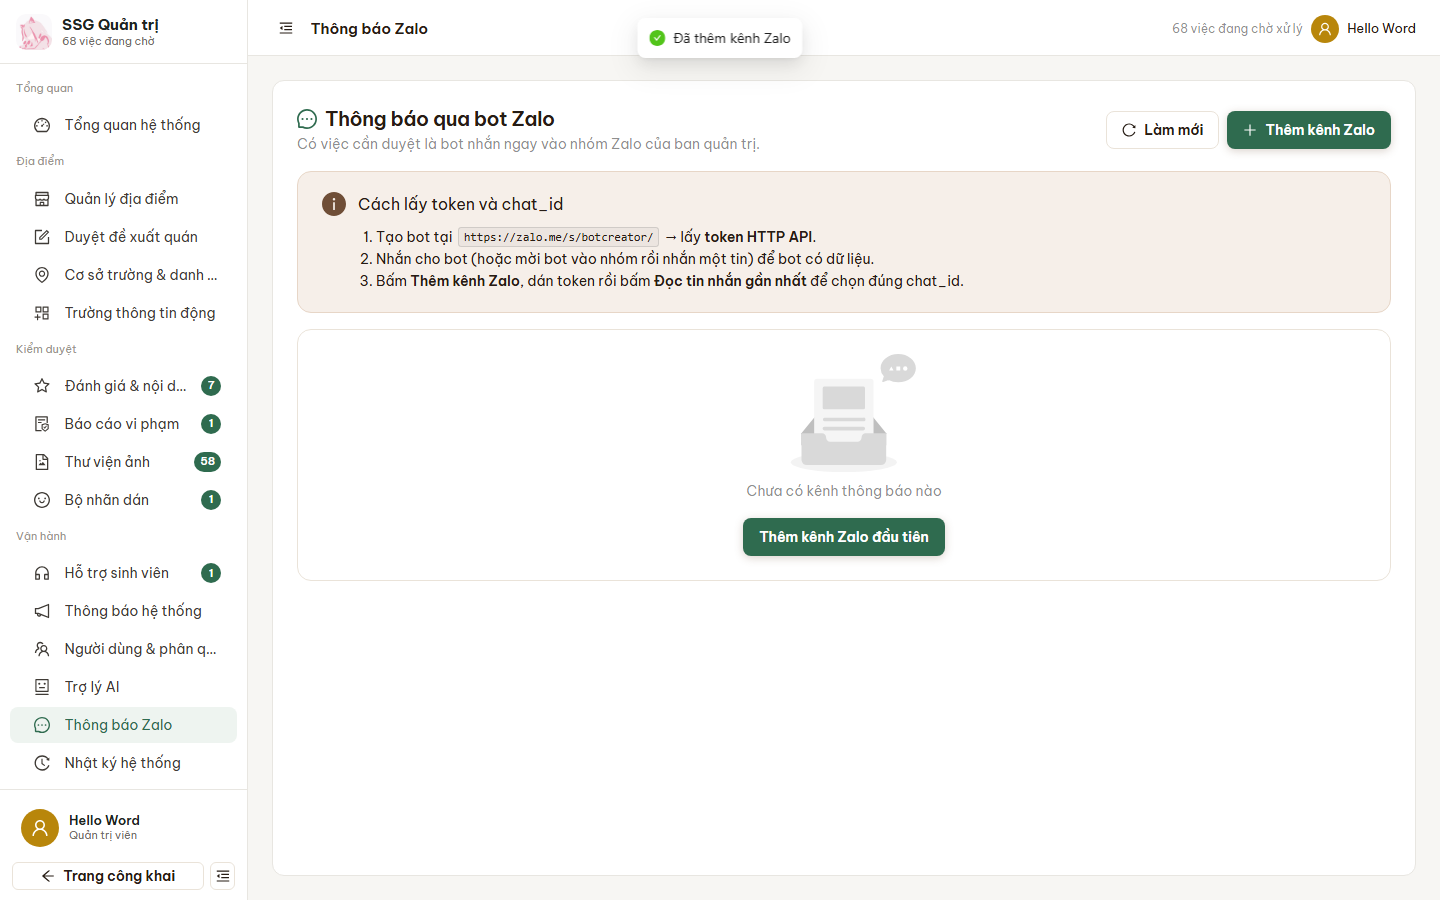 SSG Quản trị
68 việc đang chờ
Thông báo Zalo
Đã thêm kênh Zalo
68 việc đang chờ xử lý
Hello Word
Tổng quan
Tổng quan hệ thống
Địa điểm
Quản lý địa điểm
Duyệt đề xuất quán
Cơ sở trường & danh ...
Trường thông tin động
Kiểm duyệt
Đánh giá & nội d... 7
Báo cáo vi phạm 1
Thư viện ảnh 58
Bộ nhãn dán 1
Vận hành
Hỗ trợ sinh viên 1
Thông báo hệ thống
Người dùng & phân q...
Trợ lý AI
Thông báo Zalo
Nhật ký hệ thống
Hello Word
Quản trị viên
Trang công khai
Thông báo qua bot Zalo
Có việc cần duyệt là bot nhắn ngay vào nhóm Zalo của ban quản trị.
Làm mới
Thêm kênh Zalo
Cách lấy token và chat_id
1. Tạo bot tại https://zalo.me/s/botcreator/ → lấy token HTTP API.
2. Nhắn cho bot (hoặc mời bot vào nhóm rồi nhắn một tin) để bot có dữ liệu.
3. Bấm Thêm kênh Zalo, dán token rồi bấm Đọc tin nhắn gần nhất để chọn đúng chat_id.
Chưa có kênh thông báo nào
Thêm kênh Zalo đầu tiên